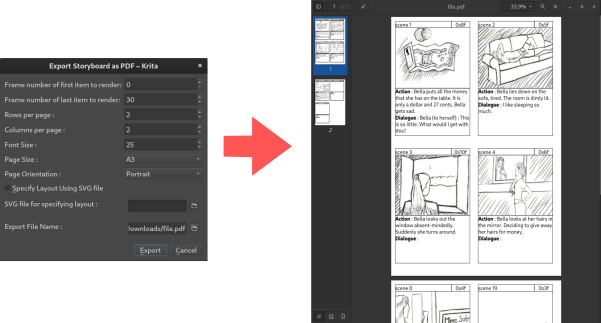 Export Storyboard as PDF – Krita
Frame number of first item to render: 0
Frame number of last item to render: 30
Rows per page : 2
Columns per page : 2
Font Size : 25
Page Size : A3
Page Orientation : Portrait
Specify Layout Using SVG file
SVG file for specifying layout :
Export File Name : ownloads/file.pdf
Export Cancel
1
file.pdf
33.9%
1
2
scene 1 0s8f
Action : Bella puts all the money
that she has on the table. It is
only a dollar and 27 cents. Bella
gets sad.
Dialogue : Bella (to herself) : This
is so little. What would I get with
this?
scene 2 0s5f
Action : Bella lies down on the
sofa, tired. The room is dimly lit.
Dialogue : I like sleeping so
much.
scene 3 0s10f
Action : Bella looks out the
window absent-mindedly.
Suddenly she turns around.
Dialogue :
scene 4 0s6f
Action : Bella looks at her hairs in
the mirror. Deciding to give away
her hairs for money.
Dialogue :
scene 0 0s4f
scene 19 0s3f